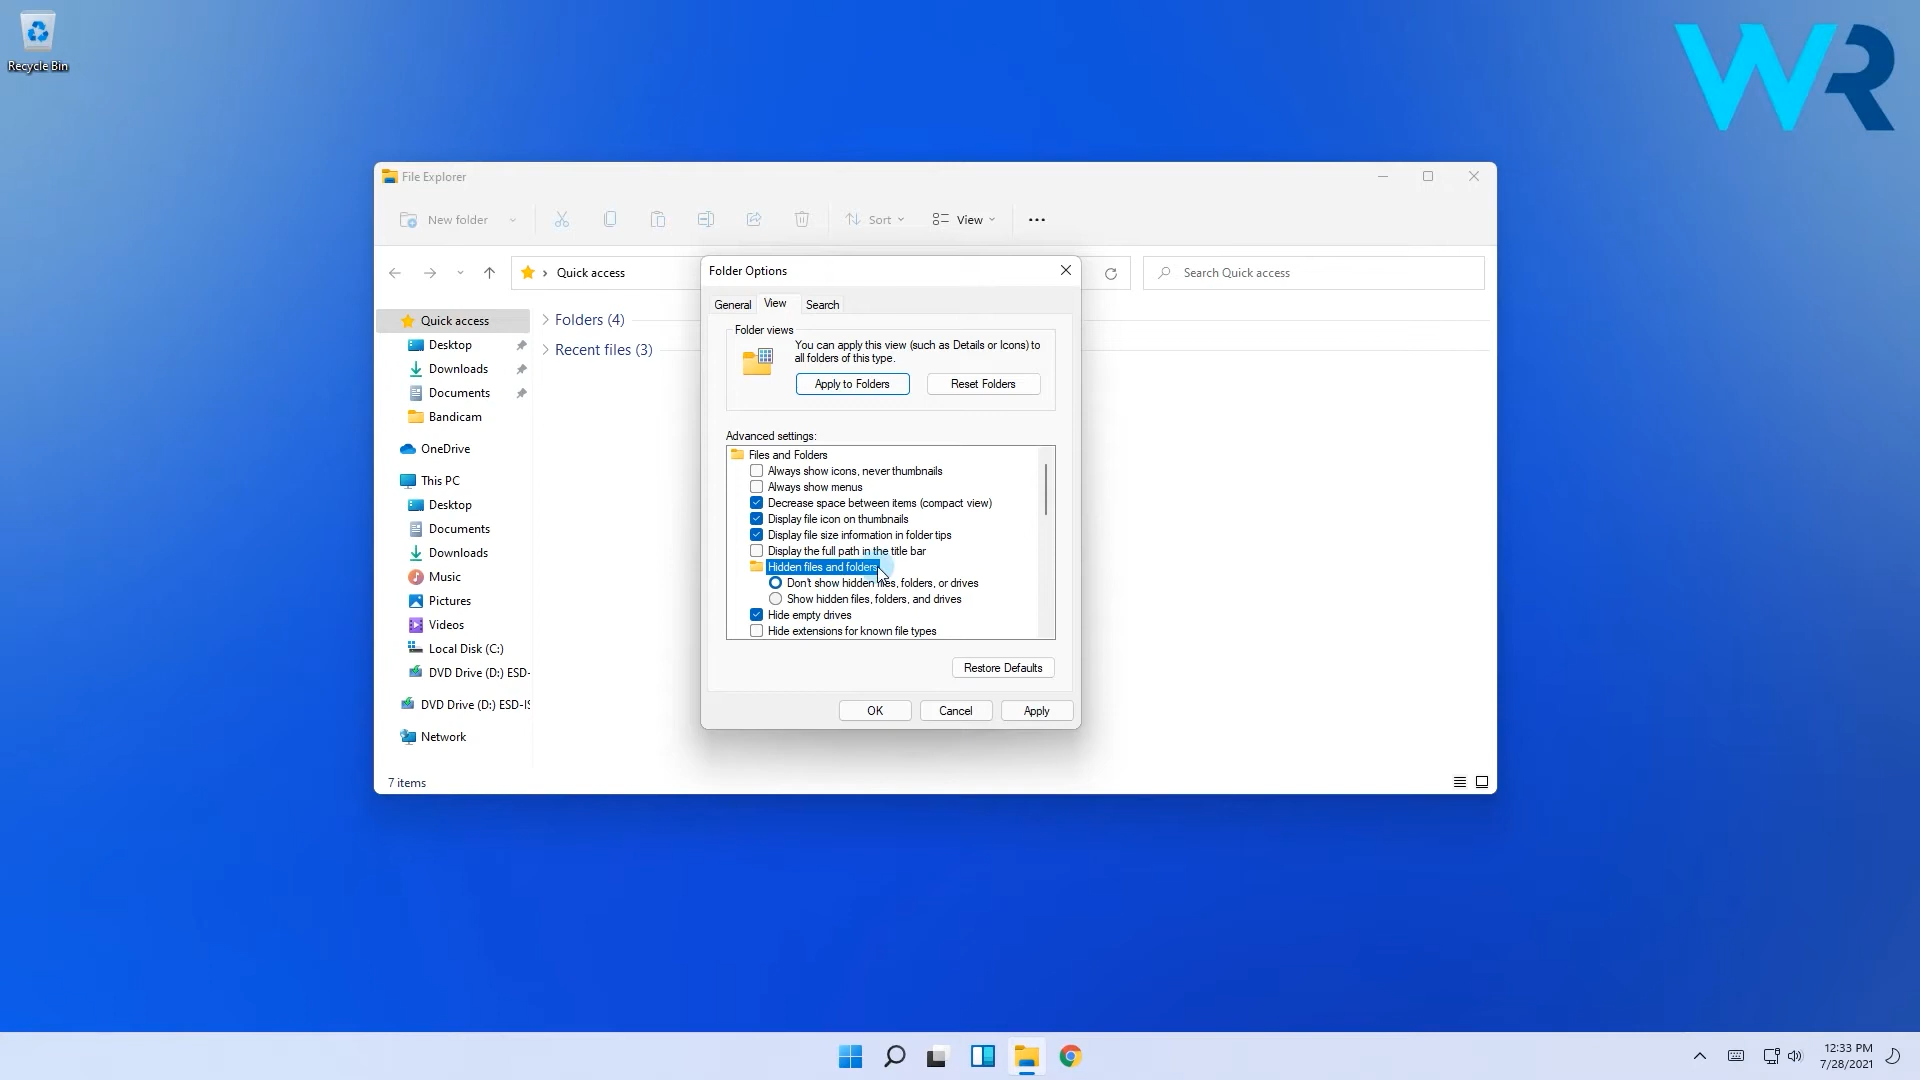 Recycle Bin
WR
File Explorer
New folder
Sort
View
Quick access
Search Quick access
Quick access
Desktop
Downloads
Documents
Bandicam
OneDrive
This PC
Desktop
Documents
Downloads
Music
Pictures
Videos
Local Disk (C:)
DVD Drive (D:) ESD-
DVD Drive (D:) ESD-IS
Network
Folders (4)
Recent files (3)
7 items
Folder Options
General
View
Search
Folder views
You can apply this view (such as Details or Icons) to
all folders of this type.
Apply to Folders
Reset Folders
Advanced settings:
Files and Folders
Always show icons, never thumbnails
Always show menus
Decrease space between items (compact view)
Display file icon on thumbnails
Display file size information in folder tips
Display the full path in the title bar
Hidden files and folders
Don't show hidden files, folders, or drives
Show hidden files, folders, and drives
Hide empty drives
Hide extensions for known file types
Restore Defaults
OK
Cancel
Apply
12:33 PM
7/28/2021